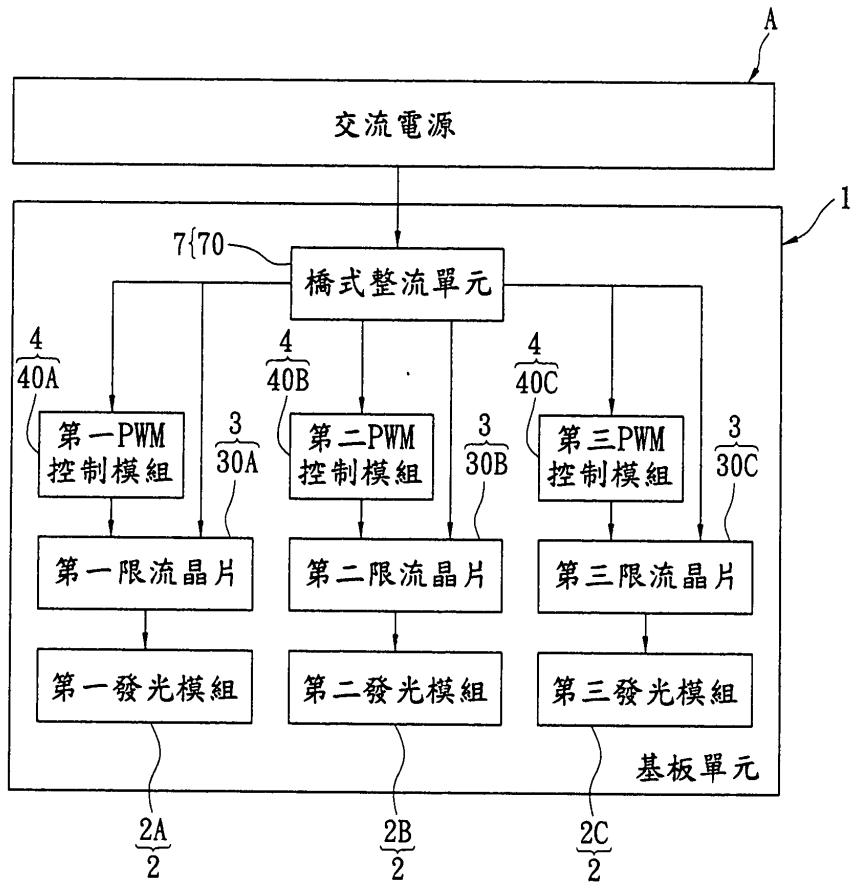 A
交流電源
1
7{70
橋式整流單元
4
40A
4
40B
4
40C
第一PWM
控制模組
3
30A
第二PWM
控制模組
3
30B
第三PWM
控制模組
3
30C
第一限流晶片
第二限流晶片
第三限流晶片
第一發光模組
第二發光模組
第三發光模組
基板單元
2A
2
2B
2
2C
2